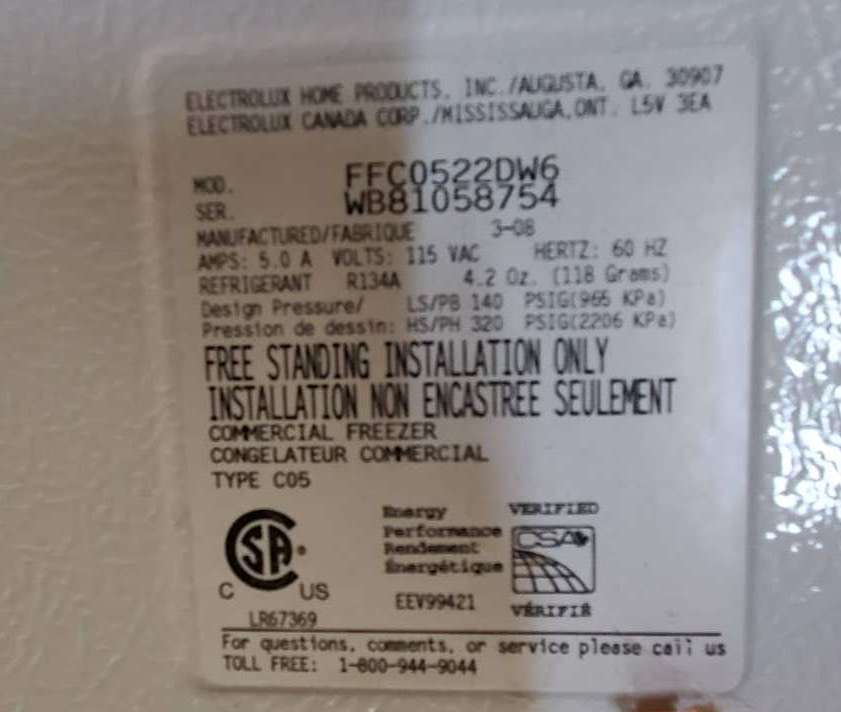 ELECTROLUX HOME PRODUCTS, INC./AUGUSTA, GA. 30907
ELECTROLUX CANADA CORP./MISSISSAUGA,ONT. L5V 3EA
MOD. FFC0522DW6
SER. WB81058754
MANUFACTURED/FABRIQUE 3-08
AMPS: 5.0 A VOLTS: 115 VAC HERTZ: 60 HZ
REFRIGERANT R134A 4.2 Oz. (118 Grams)
Design Pressure/ LS/PB 140 PSIG(965 KPa)
Pression de dessin: HS/PH 320 PSIG(2206 KPa)
FREE STANDING INSTALLATION ONLY
INSTALLATION NON ENCASTREE SEULEMENT
COMMERCIAL FREEZER
CONGELATEUR COMMERCIAL
TYPE C05
Energy VERIFIED
Performance CSA
Rendement
Énergétique
SA
C US
EEV99421 VÉRIFIÉ
LR67369
For questions, comments, or service please call us
TOLL FREE: 1-800-944-9044